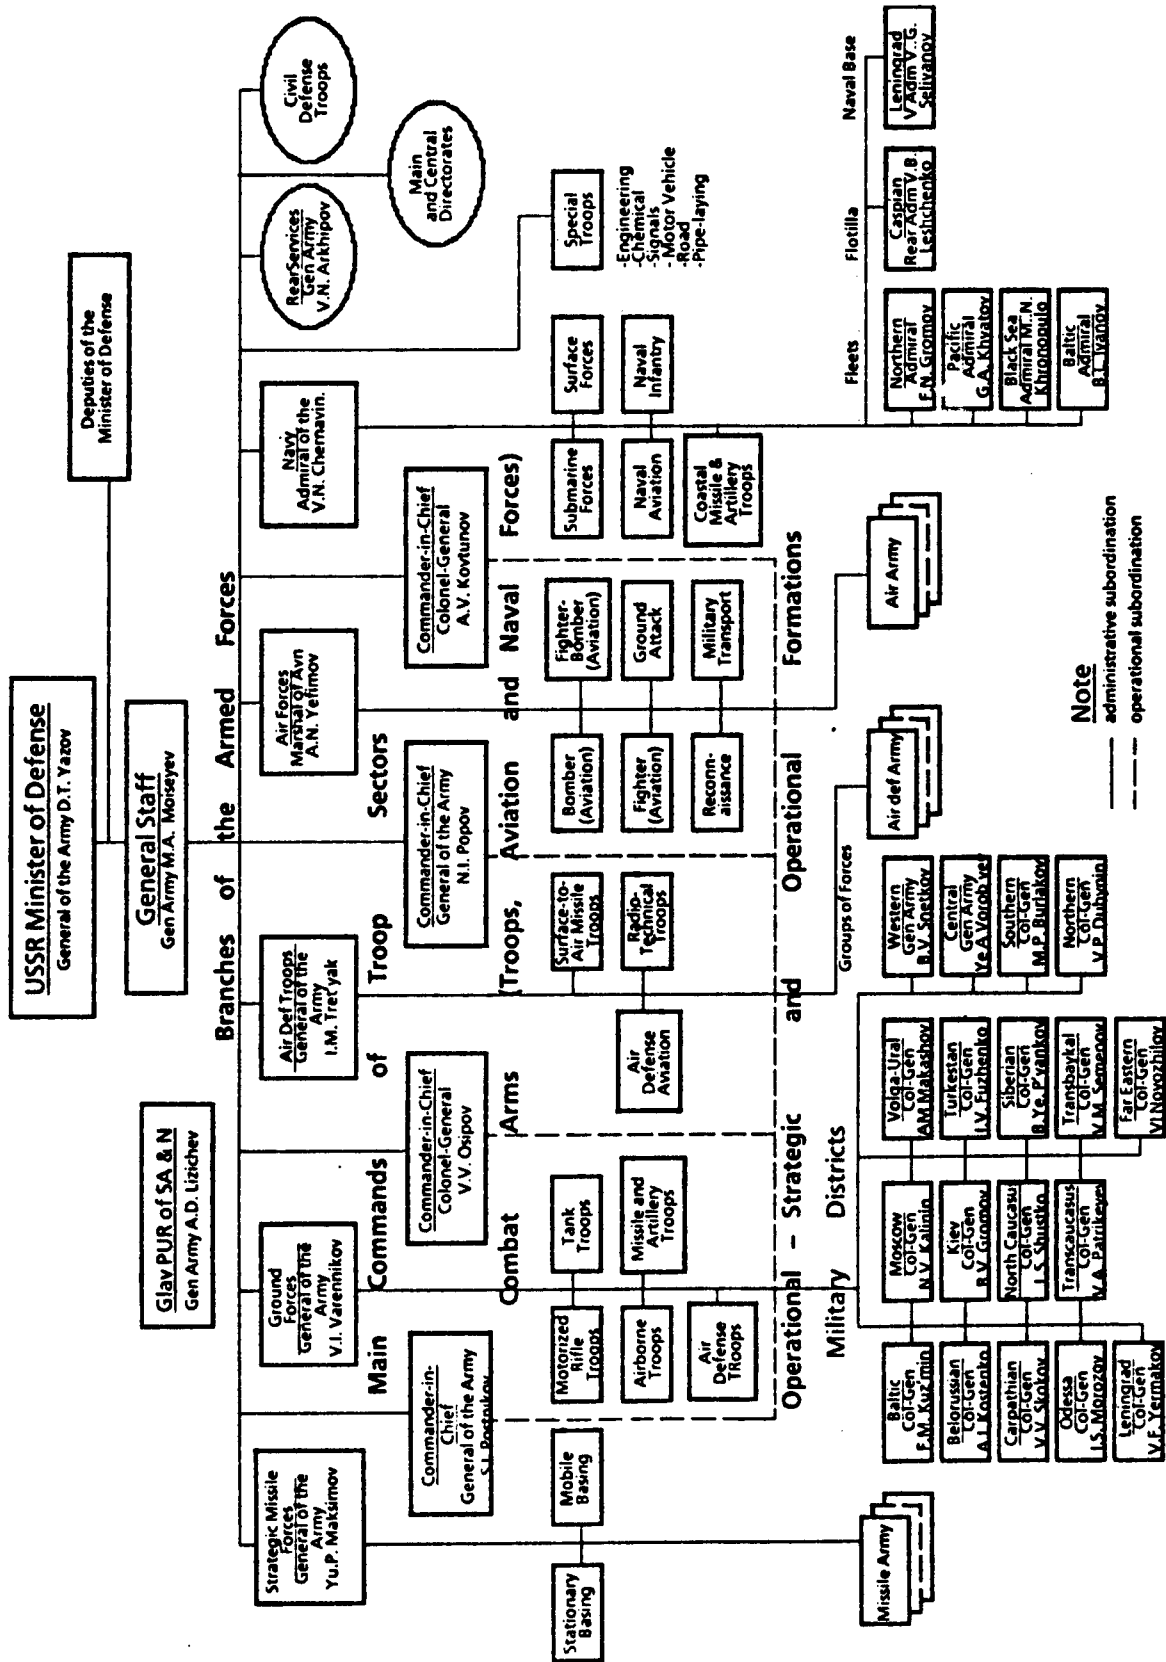 USSR Minister of Defense
General of the Army D.T. Yazov
Deputies of the
Minister of Defense
General Staff
Gen Army M.A. Moiseyev
Glav PUR of SA & N
Gen Army A.D. Lizichev
Branches of the Armed Forces
Strategic Missile
Forces
General of the
Army
Yu.P. Maksimov
Ground
Forces
General of the
Army
V.I. Varennikov
Air Def Troops
General of the
Army
I.M. Tret'yak
Air Forces
Marshal of Avn
A.N. Yefimov
Navy
Admiral of the
V.N. Chernavin.
RearServices
Gen Army
V.N. Arkhipov
Civil
Defense
Troops
Main
and Central
Directorates
Main Commands of Troop Sectors
Commander-in-
Chief
General of the Army
S.I. Postnikov
Commander-in-Chief
Colonel-General
V.V. Osipov
Commander-in-Chief
General of the Army
N.I. Popov
Commander-in-Chief
Colonel-General
A.V. Kovtunov
Combat Arms (Troops, Aviation and Naval Forces)
Stationary
Basing
Mobile
Basing
Motorized
Rifle
Troops
Tank
Troops
Airborne
Troops
Missile and
Artillery
Troops
Air
Defense
TRoops
Surface-to-
Air Missile
Troops
Air
Defense
Aviation
Radio-
Technical
Troops
Bomber
(Aviation)
Fighter-
Bomber
(Aviation)
Fighter
(Aviation)
Ground
Attack
Reconn-
aissance
Military
Transport
Submarine
Forces
Surface
Forces
Naval
Aviation
Naval
Infantry
Coastal
Missile &
Artillery
Troops
Special
Troops
-Engineering
-Chemical
-Signals
- Motor Vehicle
-Road
-Pipe-laying
Operational – Strategic and Operational Formations
Military Districts
Groups of Forces
Fleets
Flotilla
Naval Base
Missile Army
Baltic
Col-Gen
F.M. Kuz'min
Moscow
Col-Gen
N.V. Kalinin
Volga-Ural
Col-Gen
AM Makashov
Western
Gen Army
B.V. Snetkov
Belorussian
Col-Gen
A.I. Kostenko
Kiev
Col-Gen
B.V. Gromov
Turkestan
Col-Gen
I.V. Fuzhenko
Central
Gen Army
Ye.A Vorob'yev
Carpathian
Col-Gen
V.V. Skokov
North Caucasus
Col-Gen
L.S. Shustko
Siberian
Col-Gen
B.Ye. P'yankov
Southern
Col-Gen
M.P. Burlakov
Odessa
Col-Gen
I.S. Morozov
Transcaucasus
Col-Gen
V.A. Patrikeyev
Transbaykal
Col-Gen
V.M. Semenov
Northern
Col-Gen
V.P. Dubynin
Leningrad
Col-Gen
V.F. Yermakov
Far Eastern
Col-Gen
VI Novozhilov
Air def Army
Air Army
Northern
Admiral
F.N. Gromov
Pacific
Admiral
G.A. Khvatov
Black Sea
Admiral M..N.
Khronopulo
Baltic
Admiral
Ivanov
Caspian
Rear Adm V.B.
Leshchenko
Leningrad
V Adm V..G.
Selivanov
Note
administrative subordination
operational subordination